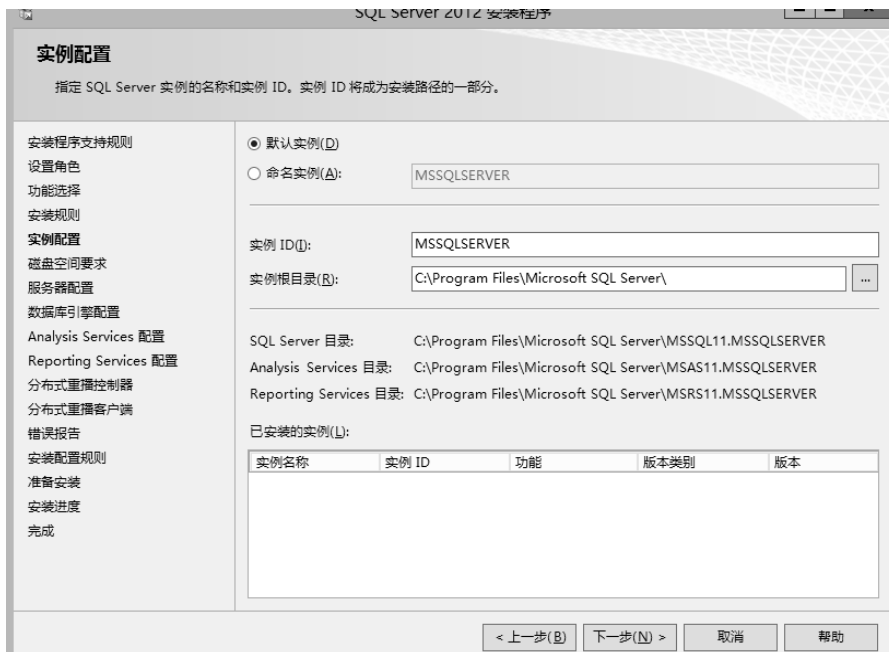 SQL Server 2012 安装程序
实例配置
指定 SQL Server 实例的名称和实例 ID。实例 ID 将成为安装路径的一部分。
安装程序支持规则
设置角色
功能选择
安装规则
实例配置
磁盘空间要求
服务器配置
数据库引擎配置
Analysis Services 配置
Reporting Services 配置
分布式重播控制器
分布式重播客户端
错误报告
安装配置规则
准备安装
安装进度
完成
默认实例(D)
命名实例(A): MSSQLSERVER
实例 ID(I): MSSQLSERVER
实例根目录(R): C:\Program Files\Microsoft SQL Server\ ...
SQL Server 目录: C:\Program Files\Microsoft SQL Server\MSSQL11.MSSQLSERVER
Analysis Services 目录: C:\Program Files\Microsoft SQL Server\MSAS11.MSSQLSERVER
Reporting Services 目录: C:\Program Files\Microsoft SQL Server\MSRS11.MSSQLSERVER
已安装的实例(L):
实例名称 实例 ID 功能 版本类别 版本
< 上一步(B) 下一步(N) > 取消 帮助